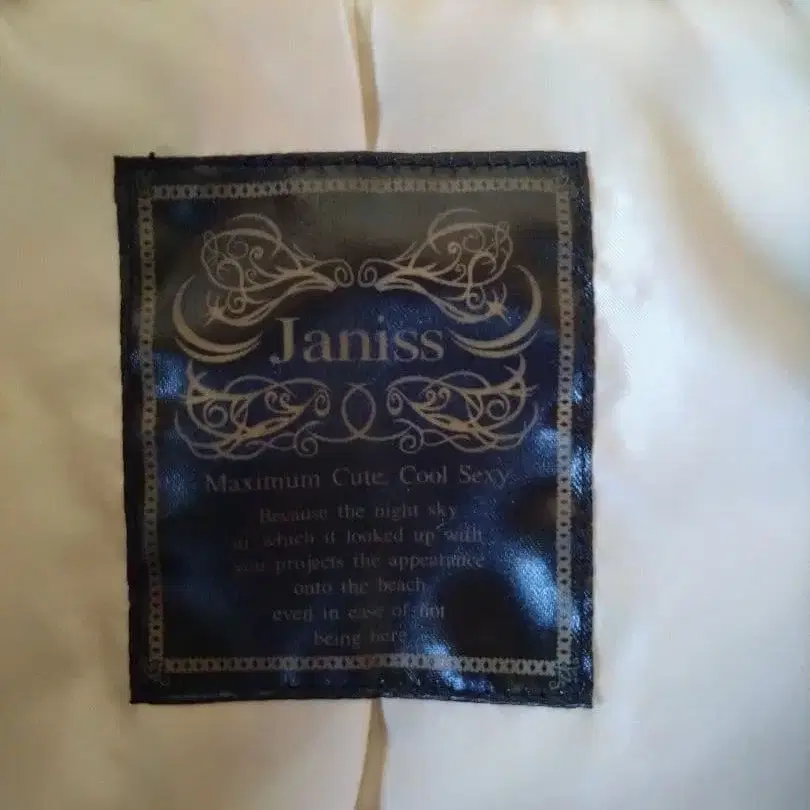 Janiss
Maximum Cute. Cool Sexy
Because the night sky
at which it looked up with
you projects the appearance
onto the beach
even in case of not
being here